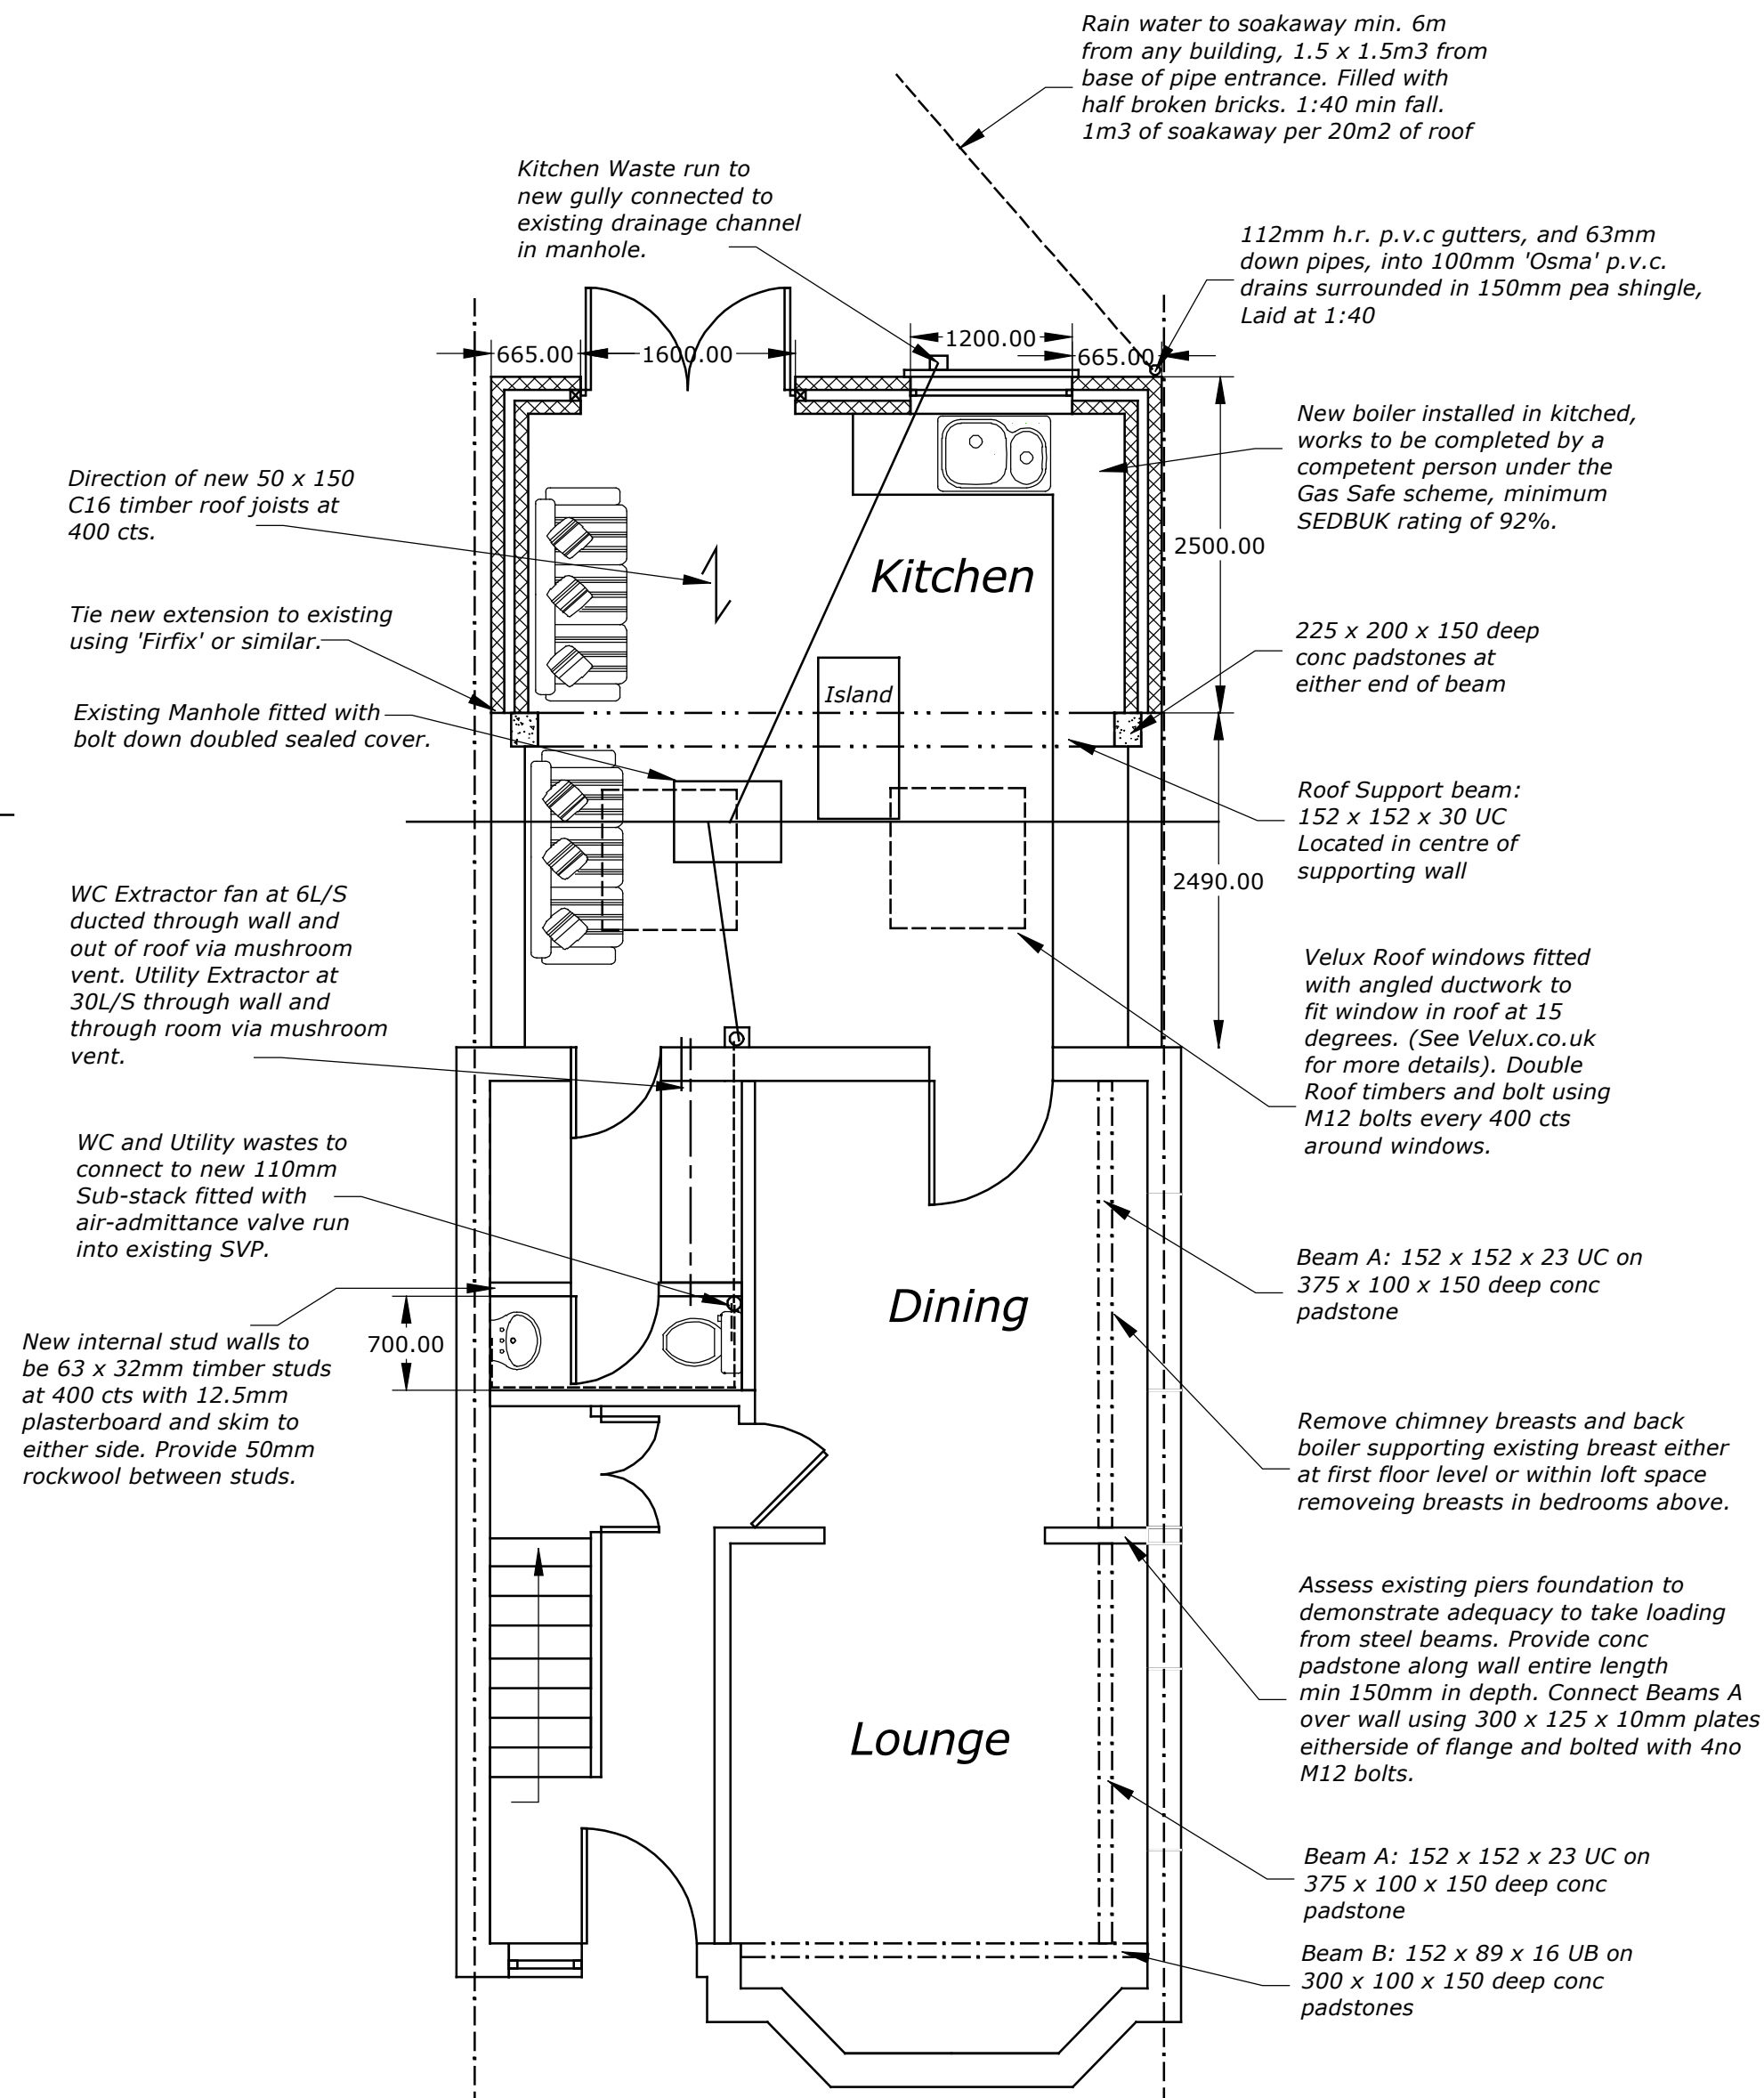 Rain water to soakaway min. 6m
from any building, 1.5 x 1.5m3 from
base of pipe entrance. Filled with
half broken bricks. 1:40 min fall.
1m3 of soakaway per 20m2 of roof
Kitchen Waste run to
new gully connected to
existing drainage channel
in manhole.
112mm h.r. p.v.c gutters, and 63mm
down pipes, into 100mm 'Osma' p.v.c.
drains surrounded in 150mm pea shingle,
Laid at 1:40
665.00
1600.00
1200.00
665.00
New boiler installed in kitched,
works to be completed by a
competent person under the
Gas Safe scheme, minimum
SEDBUK rating of 92%.
Direction of new 50 x 150
C16 timber roof joists at
400 cts.
2500.00
Kitchen
Tie new extension to existing
using 'Firfix' or similar.
225 x 200 x 150 deep
conc padstones at
either end of beam
Island
Existing Manhole fitted with
bolt down doubled sealed cover.
Roof Support beam:
152 x 152 x 30 UC
Located in centre of
supporting wall
2490.00
WC Extractor fan at 6L/S
ducted through wall and
out of roof via mushroom
vent. Utility Extractor at
30L/S through wall and
through room via mushroom
vent.
Velux Roof windows fitted
with angled ductwork to
fit window in roof at 15
degrees. (See Velux.co.uk
for more details). Double
Roof timbers and bolt using
M12 bolts every 400 cts
around windows.
WC and Utility wastes to
connect to new 110mm
Sub-stack fitted with
air-admittance valve run
into existing SVP.
Beam A: 152 x 152 x 23 UC on
375 x 100 x 150 deep conc
padstone
Dining
New internal stud walls to
be 63 x 32mm timber studs
at 400 cts with 12.5mm
plasterboard and skim to
either side. Provide 50mm
rockwool between studs.
700.00
Remove chimney breasts and back
boiler supporting existing breast either
at first floor level or within loft space
removeing breasts in bedrooms above.
Assess existing piers foundation to
demonstrate adequacy to take loading
from steel beams. Provide conc
padstone along wall entire length
min 150mm in depth. Connect Beams A
over wall using 300 x 125 x 10mm plates
eitherside of flange and bolted with 4no
M12 bolts.
Lounge
Beam A: 152 x 152 x 23 UC on
375 x 100 x 150 deep conc
padstone
Beam B: 152 x 89 x 16 UB on
300 x 100 x 150 deep conc
padstones